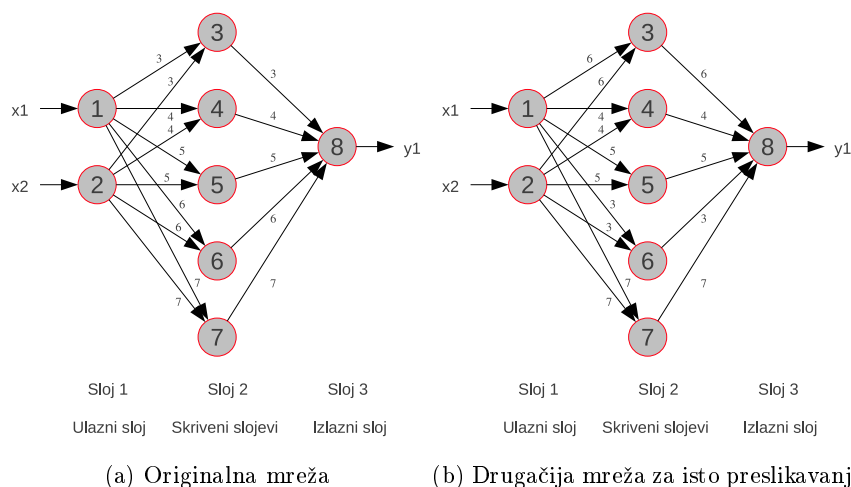 3
3
3
3
x1
1
4
4
4
4
5
5
x2
2
5
5
8
y1
6
6
6
6
7
7
7
7
Sloj 1
Sloj 2
Sloj 3
Ulazni sloj
Skriveni slojevi
Izlazni sloj
(a) Originalna mreža
3
6
6
6
x1
1
4
4
4
4
5
5
x2
2
5
5
8
y1
3
3
6
3
7
7
7
7
Sloj 1
Sloj 2
Sloj 3
Ulazni sloj
Skriveni slojevi
Izlazni sloj
(b) Drugačija mreža za isto preslikavanj